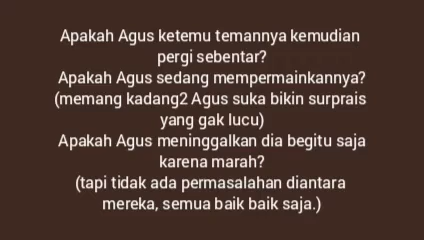 Apakah Agus ketemu temannya kemudian
pergi sebentar?
Apakah Agus sedang mempermainkannya?
(memang kadang2 Agus suka bikin surprais
yang gak lucu)
Apakah Agus meninggalkan dia begitu saja
karena marah?
(tapi tidak ada permasalahan diantara
mereka, semua baik baik saja.)